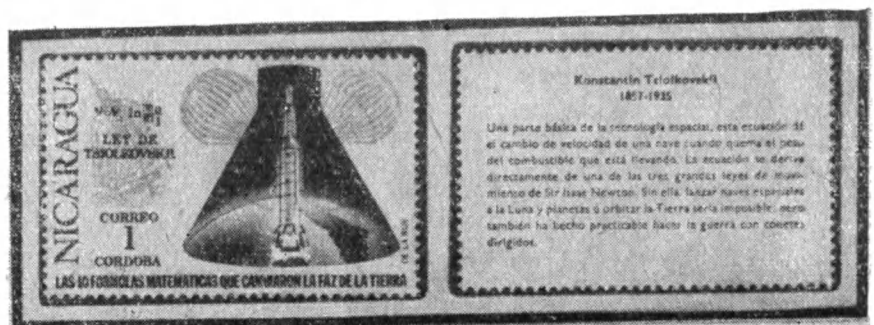 NICARAGUA
LEY DE
TSIOLKOVSKII
CORREO
1
CORDOBA
DE LA RUE
LAS 10 FORMULAS MATEMATICAS QUE CAMBIARON LA FAZ DE LA TIERRA
Konstantin Tsiolkovskii
1857-1935
Una parte básica de la tecnología espacial, esta ecuación da
el cambio de velocidad de una nave cuando quema el peso
del combustible que está llevando. La ecuación se deriva
directamente de una de las tres grandes leyes de movi-
miento de Sir Isaac Newton. Sin ella, lanzar naves espaciales
a la Luna y planetas o orbitar la Tierra sería imposible, pero
también ha hecho practicable hacer la guerra con cohetes
dirigidos.